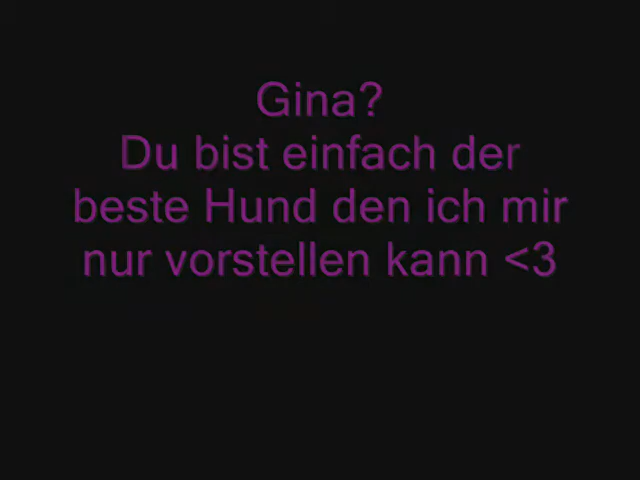 Gina?
Du bist einfach der
beste Hund den ich mir
nur vorstellen kann <3